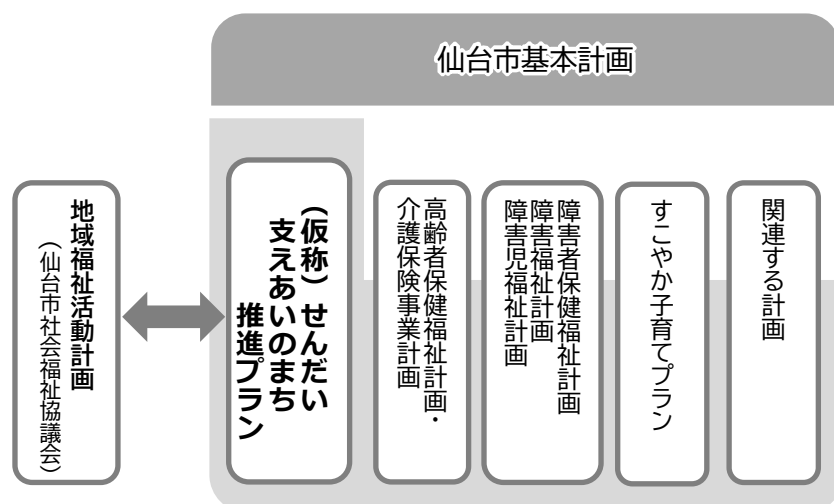 仙台市基本計画
地域福祉活動計画
（仙台市社会福祉協議会）
（仮称）せんだい
支えあいのまち
推進プラン
高齢者保健福祉計画・
介護保険事業計画
障害者保健福祉計画
障害福祉計画
障害児福祉計画
すこやか子育てプラン
関連する計画